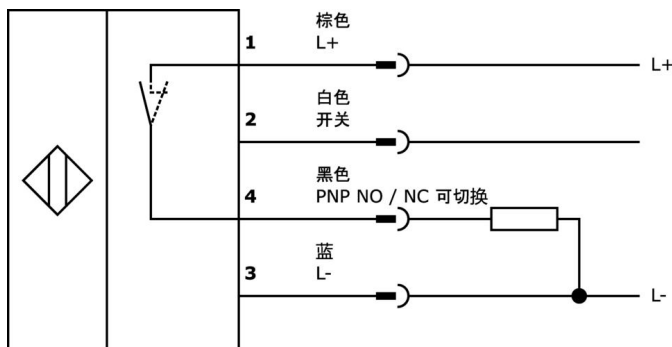 棕色
1 L+
L+
白色
2 开关
黑色
4 PNP NO / NC 可切换
蓝
3 L-
L-